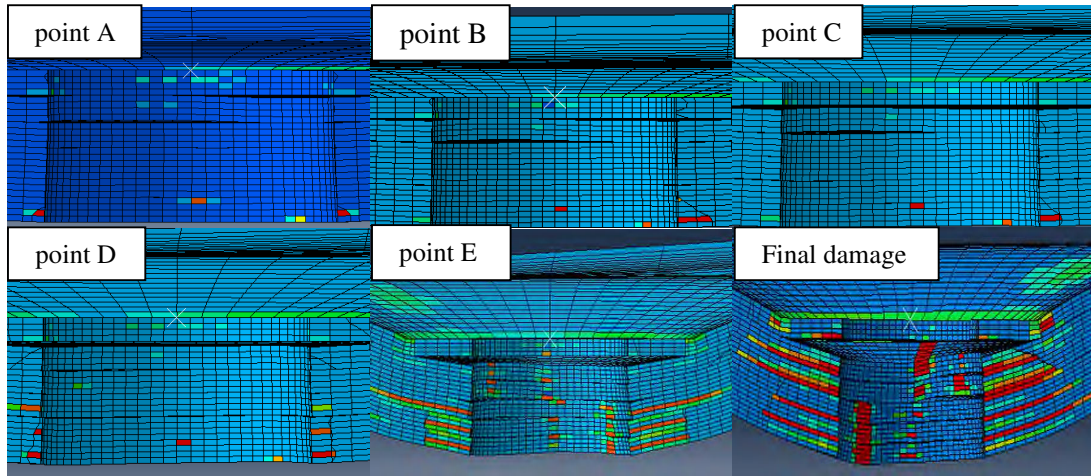 point A
point B
point C
point D
point E
Final damage